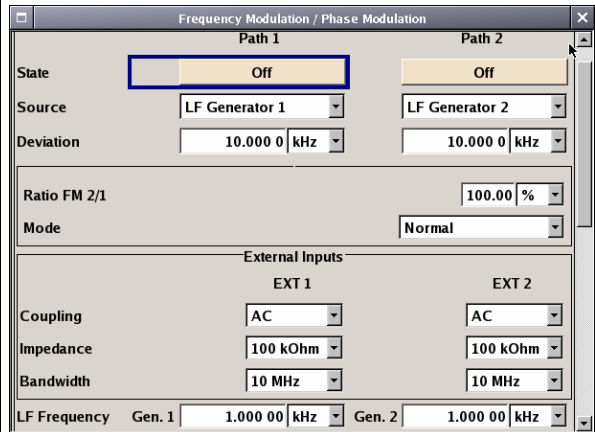 Frequency Modulation / Phase Modulation
Path 1 Path 2
State Off Off
Source LF Generator 1 LF Generator 2
Deviation 10.000 0 kHz 10.000 0 kHz
Ratio FM 2/1 100.00 %
Mode Normal
External Inputs
EXT 1 EXT 2
Coupling AC AC
Impedance 100 kOhm 100 kOhm
Bandwidth 10 MHz 10 MHz
LF Frequency Gen. 1 1.000 00 kHz Gen. 2 1.000 00 kHz